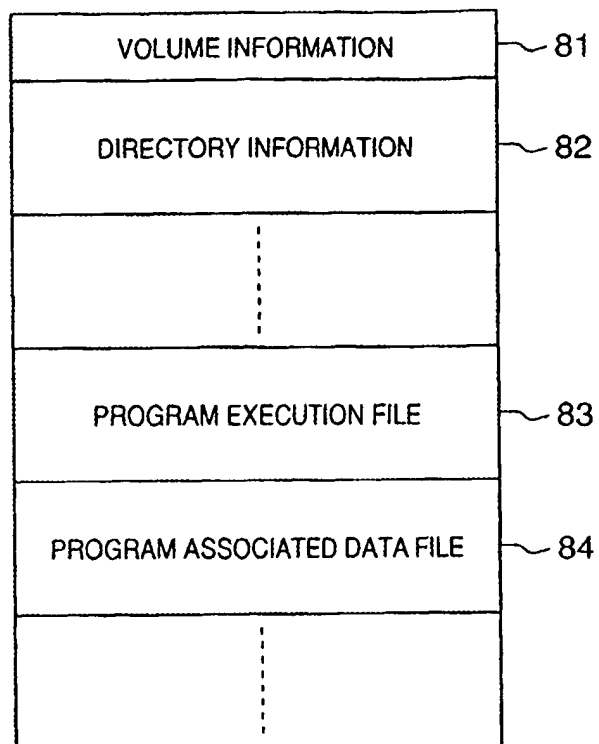 VOLUME INFORMATION 81
DIRECTORY INFORMATION 82
PROGRAM EXECUTION FILE 83
PROGRAM ASSOCIATED DATA FILE 84